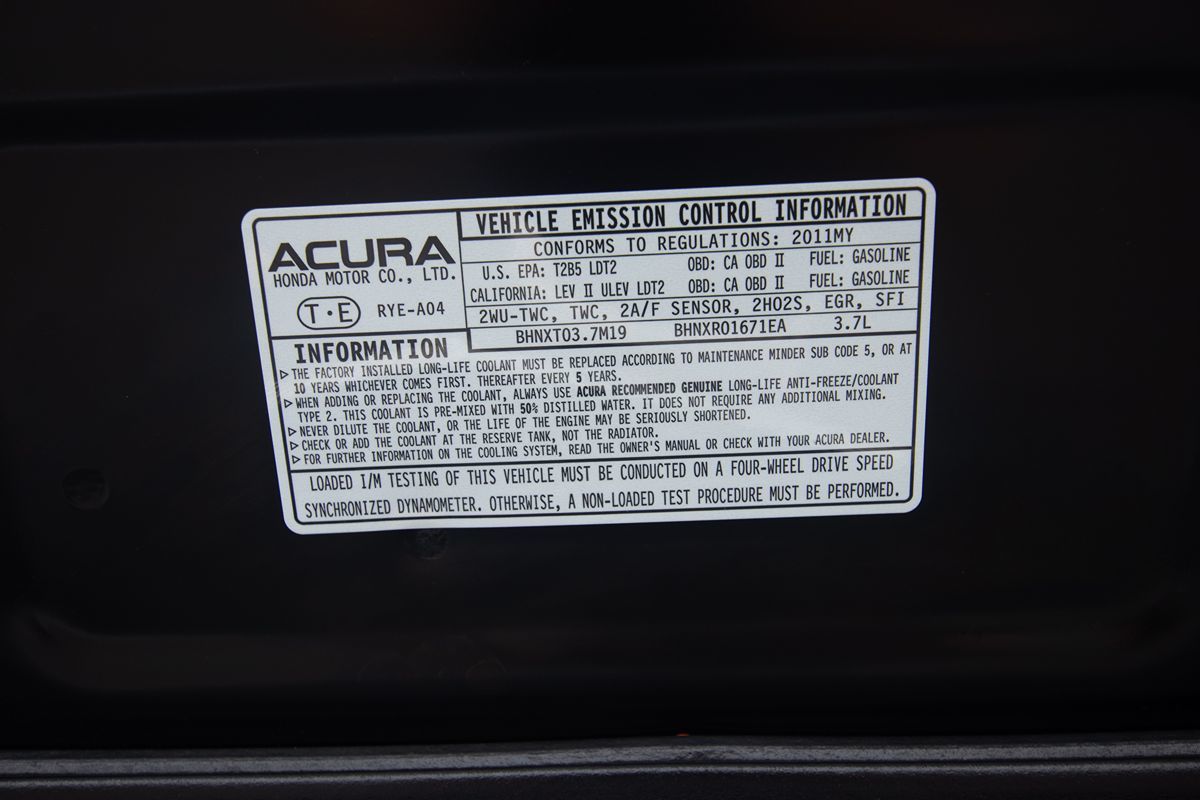 ACURA
HONDA MOTOR CO., LTD.
T·E RYE-A04
VEHICLE EMISSION CONTROL INFORMATION
CONFORMS TO REGULATIONS: 2011MY
U.S. EPA: T2B5 LDT2 OBD: CA OBD II FUEL: GASOLINE
CALIFORNIA: LEV II ULEV LDT2 OBD: CA OBD II FUEL: GASOLINE
2WU-TWC, TWC, 2A/F SENSOR, 2HO2S, EGR, SFI
BHNXT03.7M19 BHNXR01671EA 3.7L
INFORMATION
▷THE FACTORY INSTALLED LONG-LIFE COOLANT MUST BE REPLACED ACCORDING TO MAINTENANCE MINDER SUB CODE 5, OR AT
10 YEARS WHICHEVER COMES FIRST. THEREAFTER EVERY 5 YEARS.
▷WHEN ADDING OR REPLACING THE COOLANT, ALWAYS USE ACURA RECOMMENDED GENUINE LONG-LIFE ANTI-FREEZE/COOLANT
TYPE 2. THIS COOLANT IS PRE-MIXED WITH 50% DISTILLED WATER. IT DOES NOT REQUIRE ANY ADDITIONAL MIXING.
▷NEVER DILUTE THE COOLANT, OR THE LIFE OF THE ENGINE MAY BE SERIOUSLY SHORTENED.
▷CHECK OR ADD THE COOLANT AT THE RESERVE TANK, NOT THE RADIATOR.
▷FOR FURTHER INFORMATION ON THE COOLING SYSTEM, READ THE OWNER'S MANUAL OR CHECK WITH YOUR ACURA DEALER.
LOADED I/M TESTING OF THIS VEHICLE MUST BE CONDUCTED ON A FOUR-WHEEL DRIVE SPEED
SYNCHRONIZED DYNAMOMETER. OTHERWISE, A NON-LOADED TEST PROCEDURE MUST BE PERFORMED.